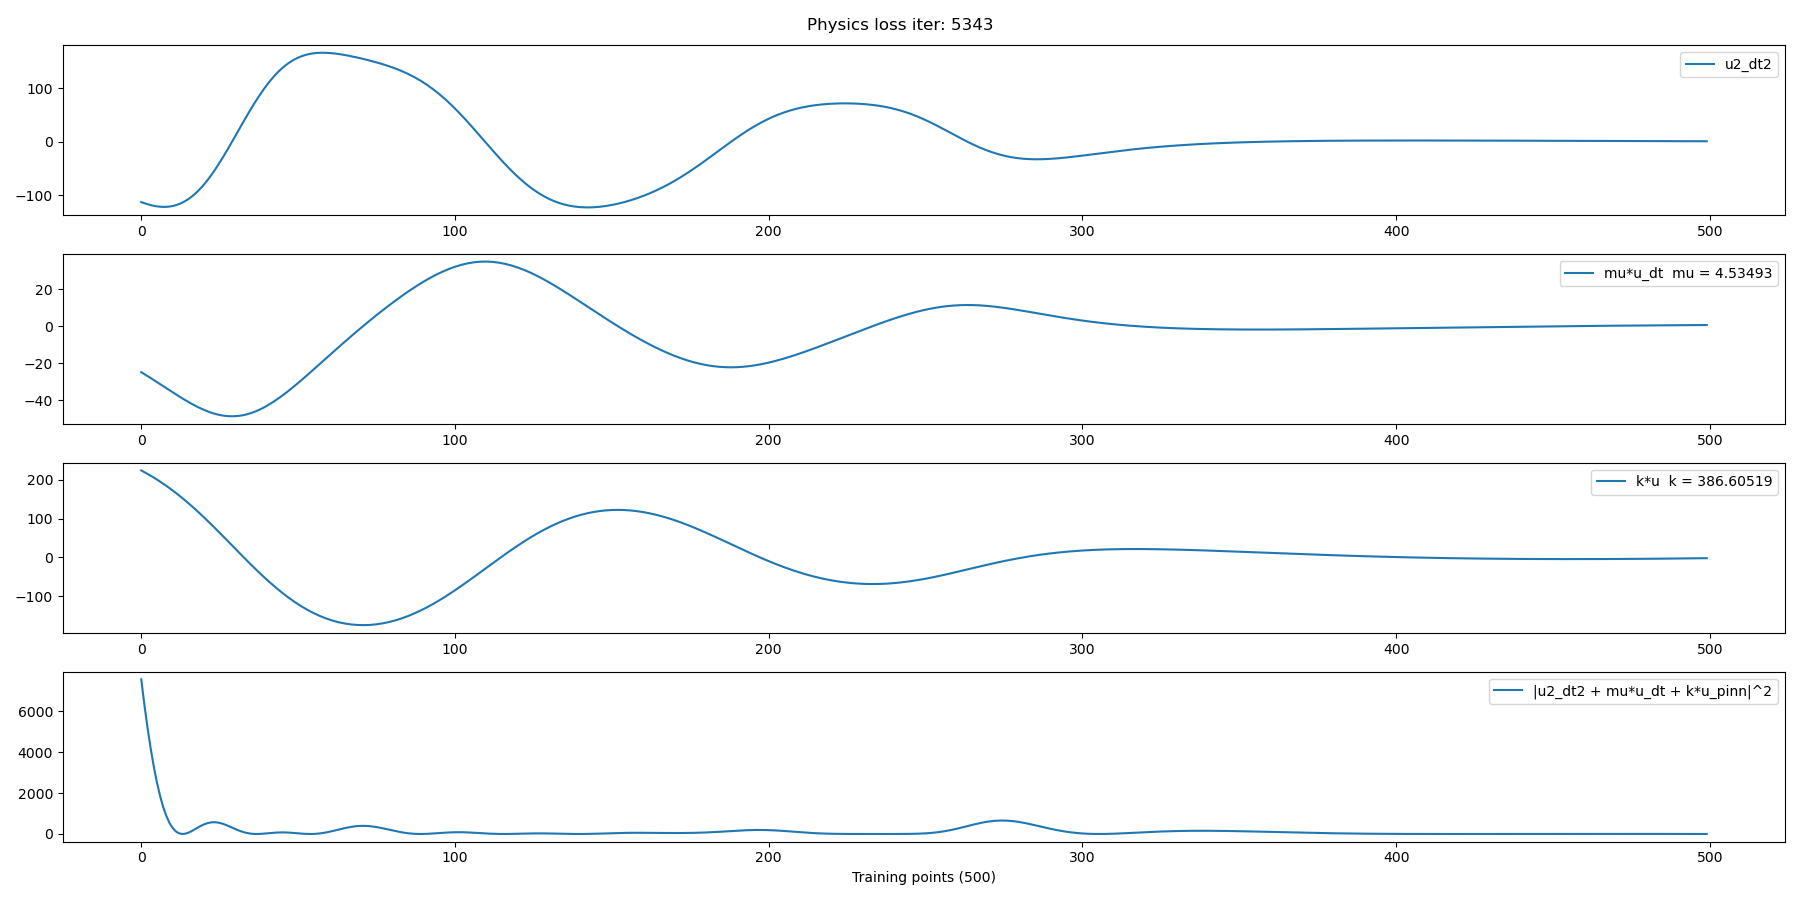 Physics loss iter: 5343
u2_dt2
100
0
−100
0 100 200 300 400 500
mu*u_dt  mu = 4.53493
20
0
−20
−40
0 100 200 300 400 500
k*u  k = 386.60519
200
100
0
−100
0 100 200 300 400 500
|u2_dt2 + mu*u_dt + k*u_pinn|^2
6000
4000
2000
0
0 100 200 300 400 500
Training points (500)